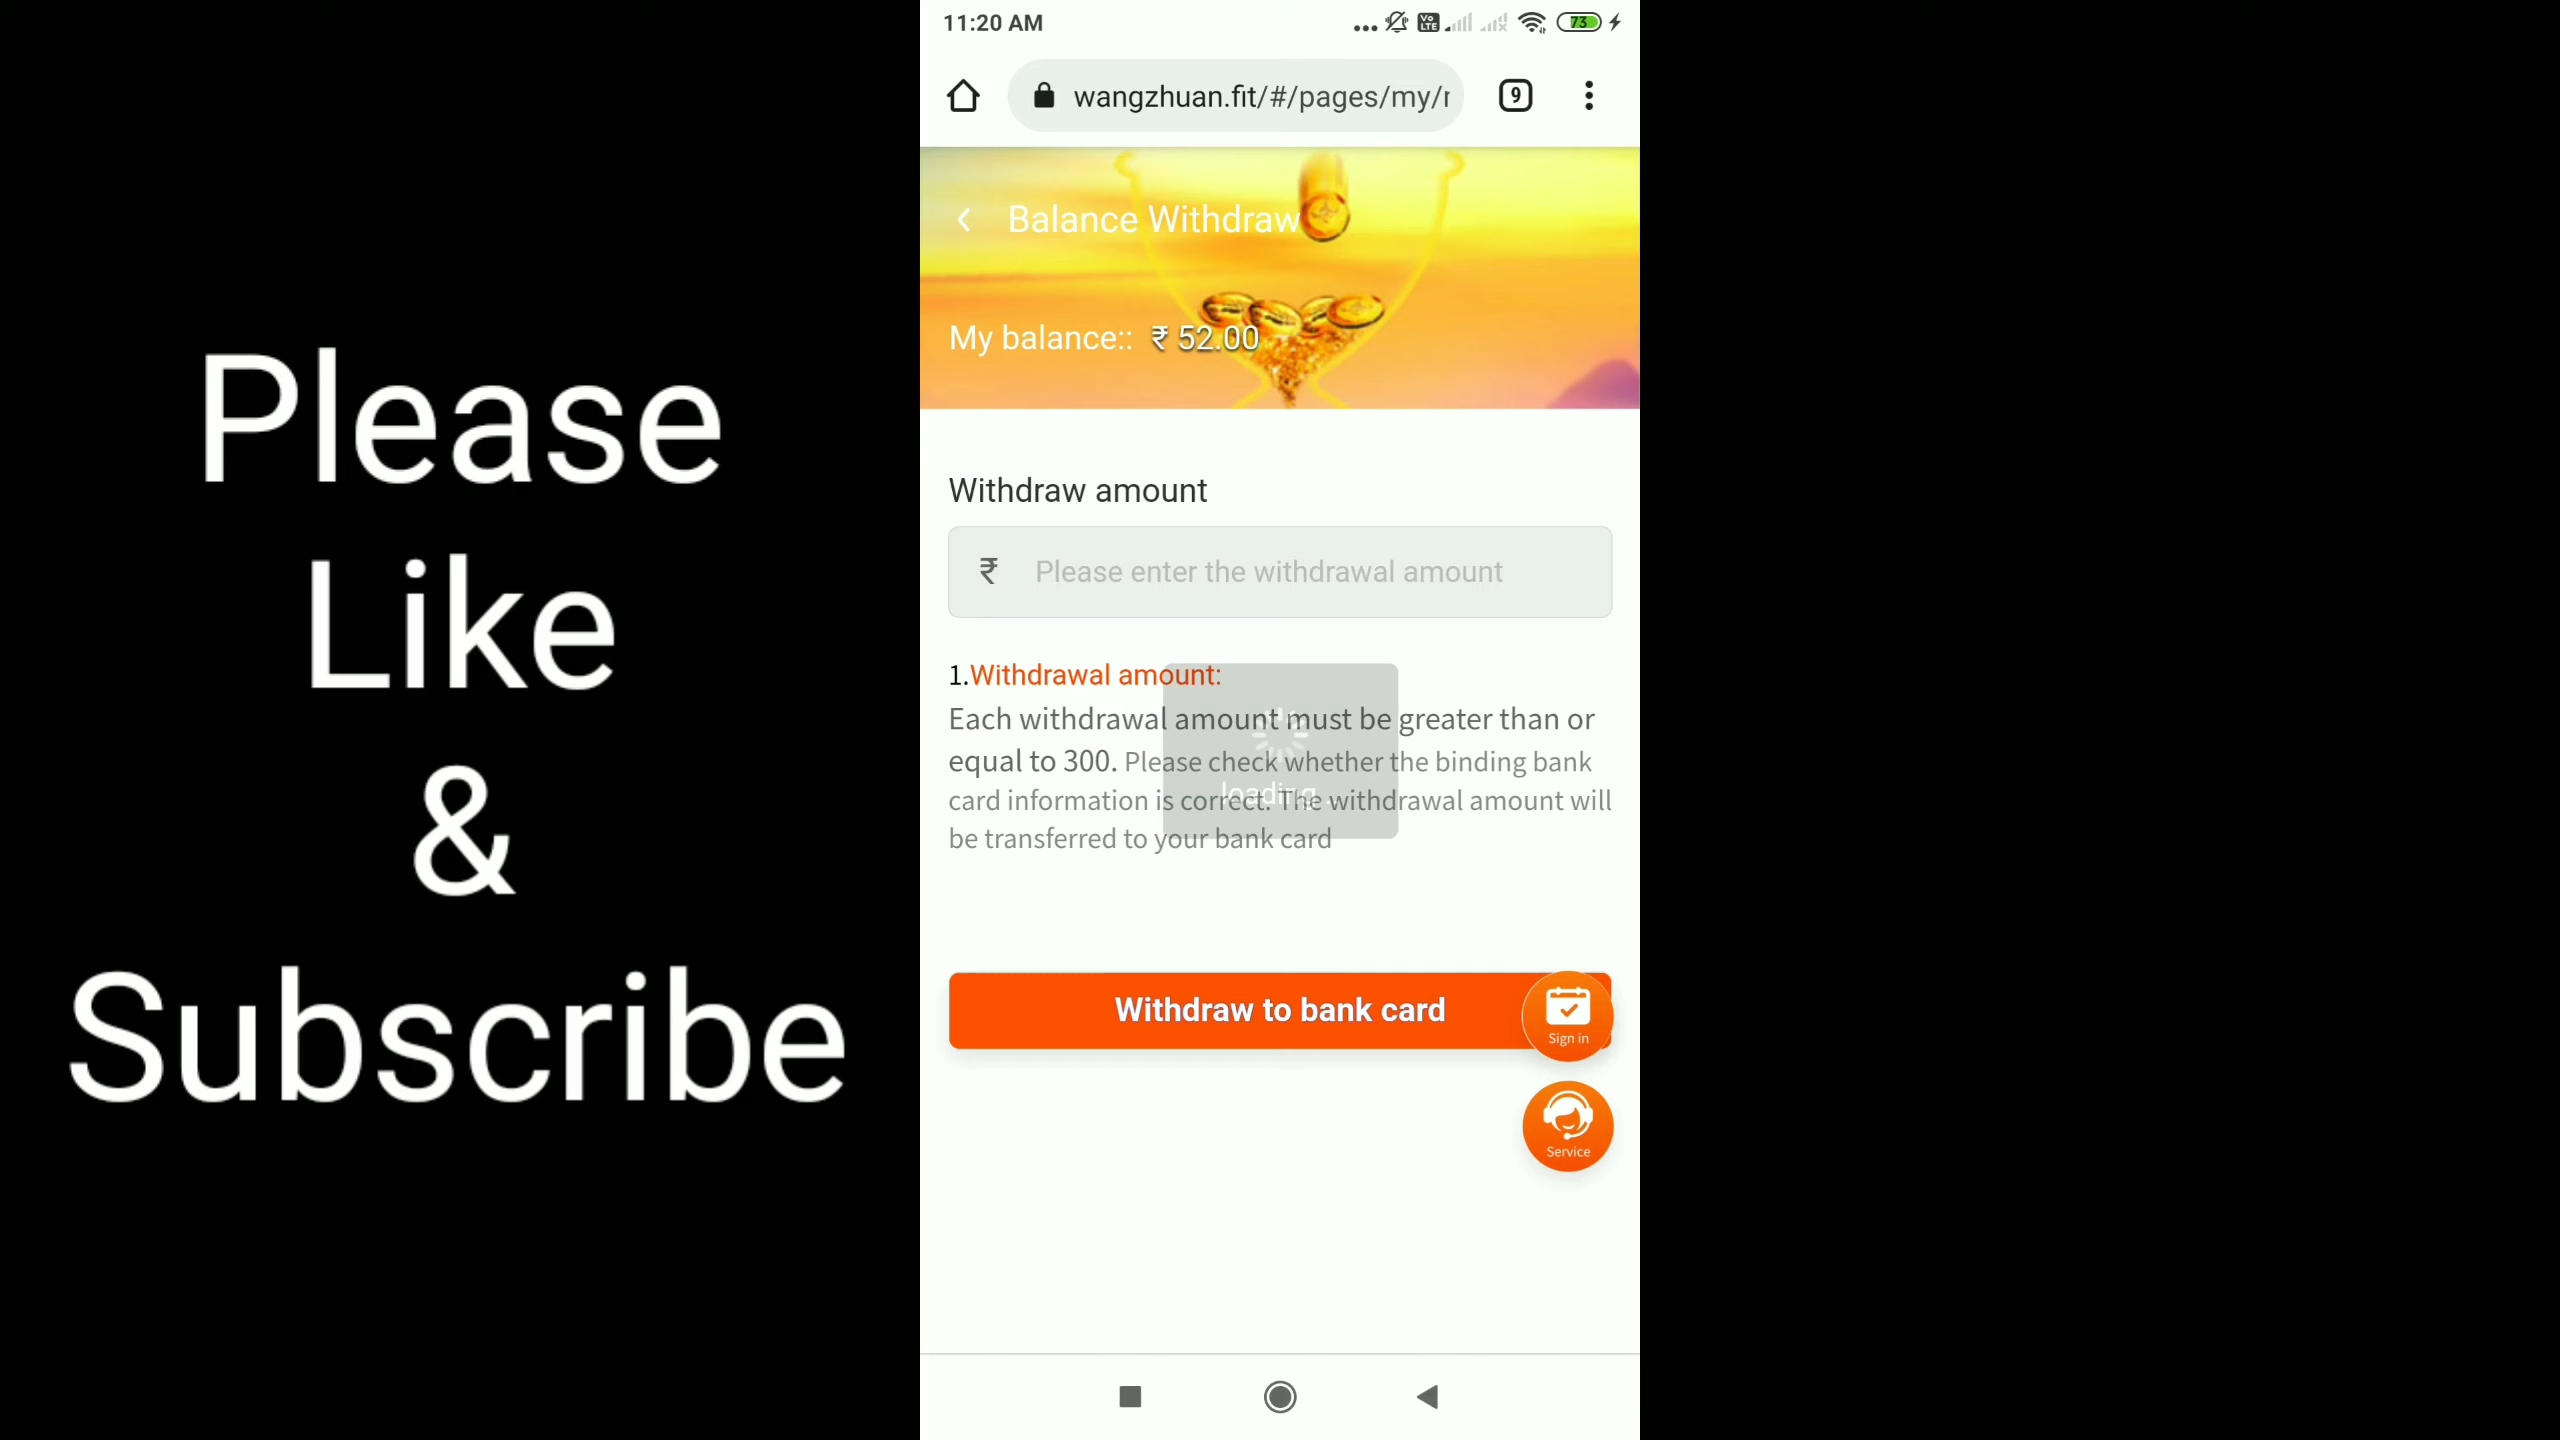 Please
Like
&
Subscribe
11:20 AM
Vo LTE
73
wangzhuan.fit/#/pages/my/r
9
Balance Withdraw
My balance:: ₹ 52.00
Withdraw amount
₹ Please enter the withdrawal amount
1.Withdrawal amount:
Each withdrawal amount must be greater than or
equal to 300. Please check whether the binding bank
card information is correct. The withdrawal amount will
be transferred to your bank card
loading...
Withdraw to bank card
Sign in
Service